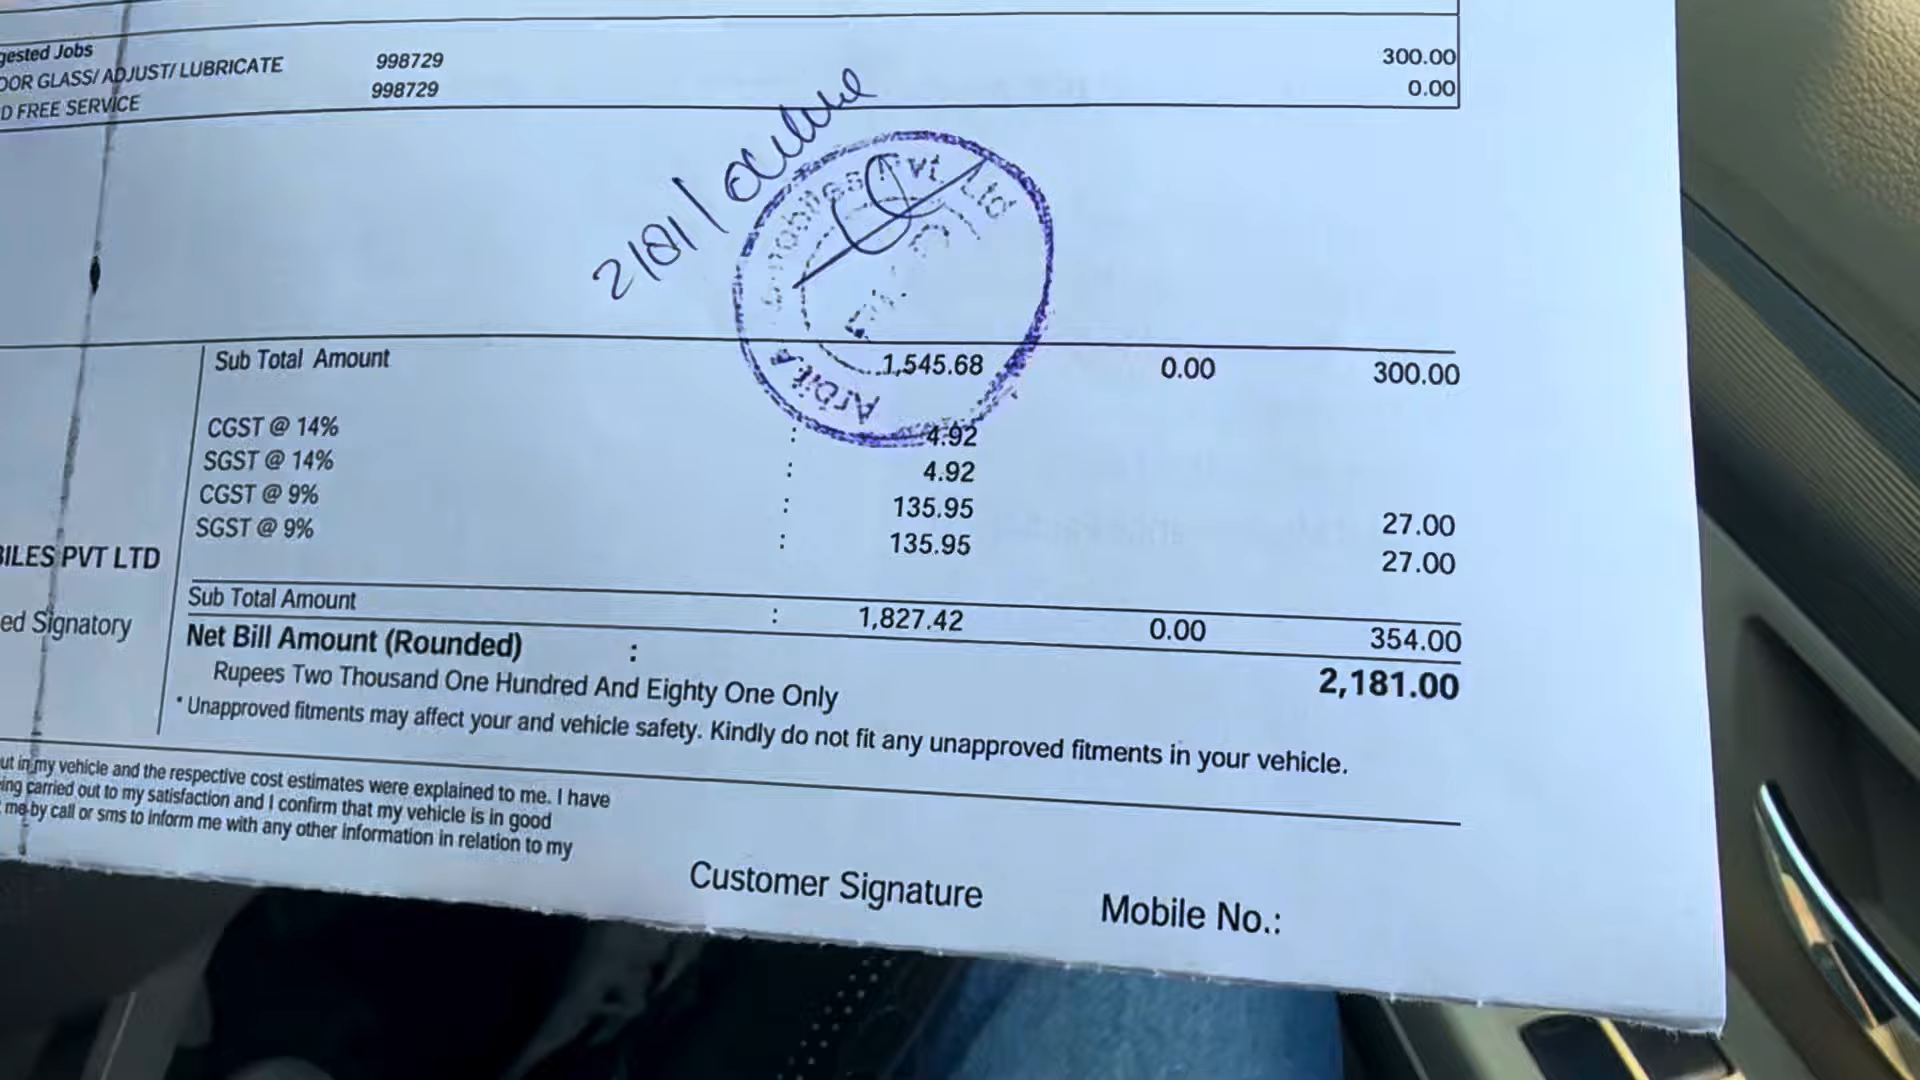 gested Jobs
OOR GLASS/ ADJUST/ LUBRICATE 998729 300.00
D FREE SERVICE 998729 0.00
Pvt Ltd
Arbit
Sub Total Amount 1,545.68 0.00 300.00
CGST @ 14% : 4.92
SGST @ 14% : 4.92
CGST @ 9% : 135.95 27.00
SGST @ 9% : 135.95 27.00
BILES PVT LTD
Sub Total Amount : 1,827.42 0.00 354.00
ed Signatory
Net Bill Amount (Rounded) : 2,181.00
Rupees Two Thousand One Hundred And Eighty One Only
* Unapproved fitments may affect your and vehicle safety. Kindly do not fit any unapproved fitments in your vehicle.
ut in my vehicle and the respective cost estimates were explained to me. I have
ing carried out to my satisfaction and I confirm that my vehicle is in good
me by call or sms to inform me with any other information in relation to my
Customer Signature Mobile No.: